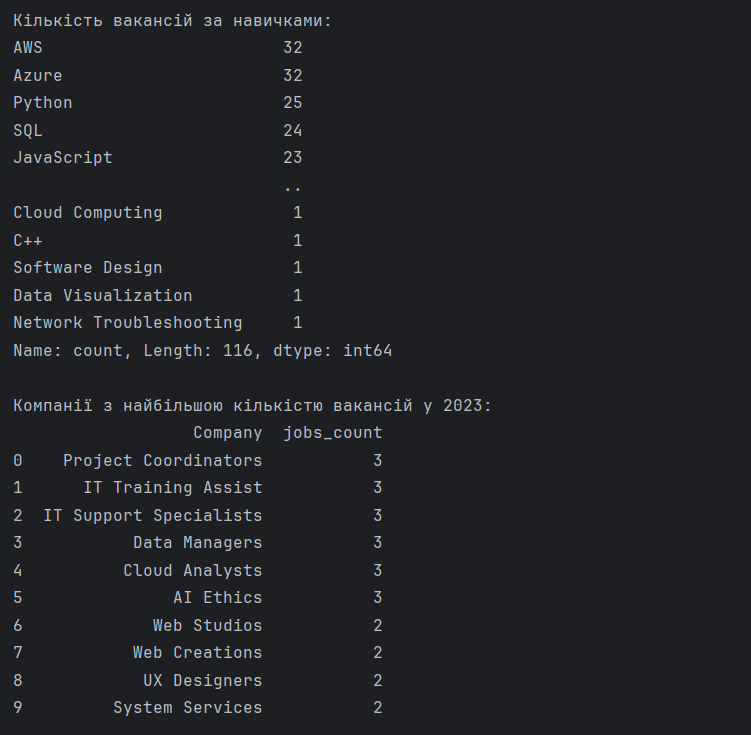 Кількість вакансій за навичками:
AWS                        32
Azure                      32
Python                     25
SQL                        24
JavaScript                 23
                           ..
Cloud Computing             1
C++                         1
Software Design             1
Data Visualization          1
Network Troubleshooting     1
Name: count, Length: 116, dtype: int64

Компанії з найбільшою кількістю вакансій у 2023:
                  Company  jobs_count
0    Project Coordinators           3
1      IT Training Assist           3
2  IT Support Specialists           3
3           Data Managers           3
4          Cloud Analysts           3
5               AI Ethics           3
6             Web Studios           2
7           Web Creations           2
8            UX Designers           2
9         System Services           2